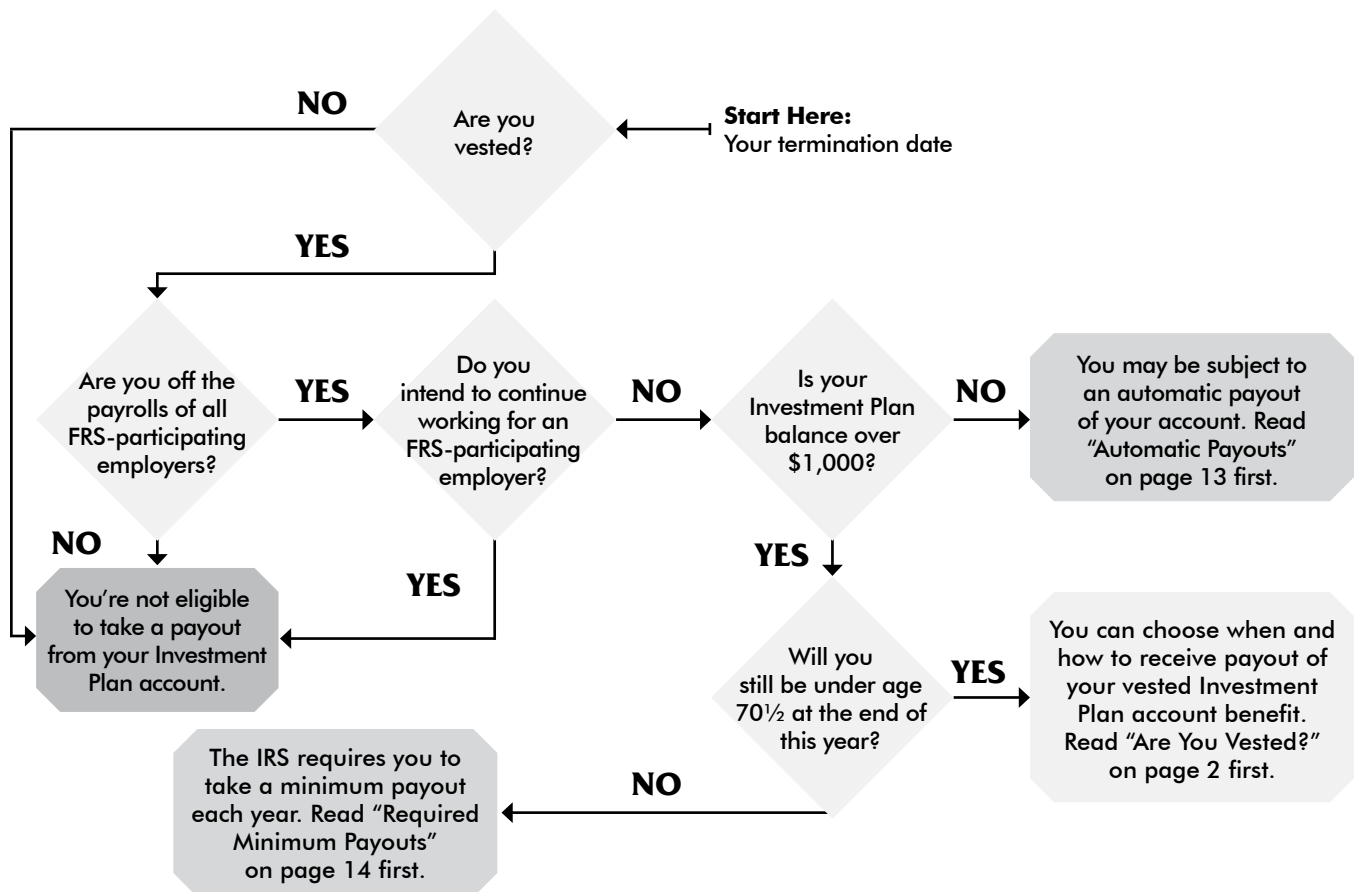 Start Here:
Your termination date
Are you
vested?
NO
YES
Are you off the
payrolls of all
FRS-participating
employers?
YES
NO
Do you
intend to continue
working for an
FRS-participating
employer?
NO
YES
Is your
Investment Plan
balance over
$1,000?
NO
You may be subject to
an automatic payout
of your account. Read
“Automatic Payouts”
on page 13 first.
YES
You’re not eligible
to take a payout
from your Investment
Plan account.
Will you
still be under age
70½ at the end of
this year?
YES
You can choose when and
how to receive payout of
your vested Investment
Plan account benefit.
Read “Are You Vested?”
on page 2 first.
NO
The IRS requires you to
take a minimum payout
each year. Read “Required
Minimum Payouts”
on page 14 first.